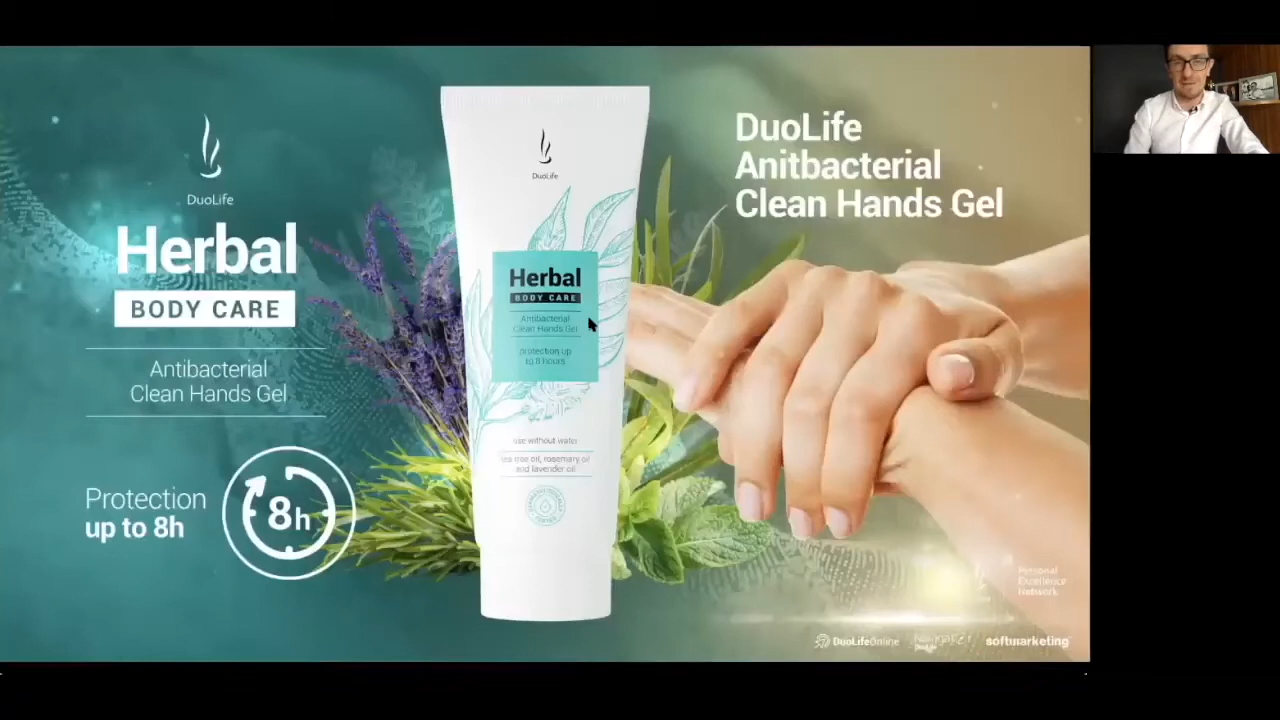 DuoLife
Herbal
BODY CARE
Antibacterial
Clean Hands Gel
Protection
up to 8h
8h
DuoLife
Herbal
BODY CARE
Antibacterial
Clean Hands Gel
protection up
to 8 hours
use without water
tea tree oil, rosemary oil
and lavender oil
DuoLife
Anitbacterial
Clean Hands Gel
Personal
Excellence
Network
DuoLifeOnline
softmarketing